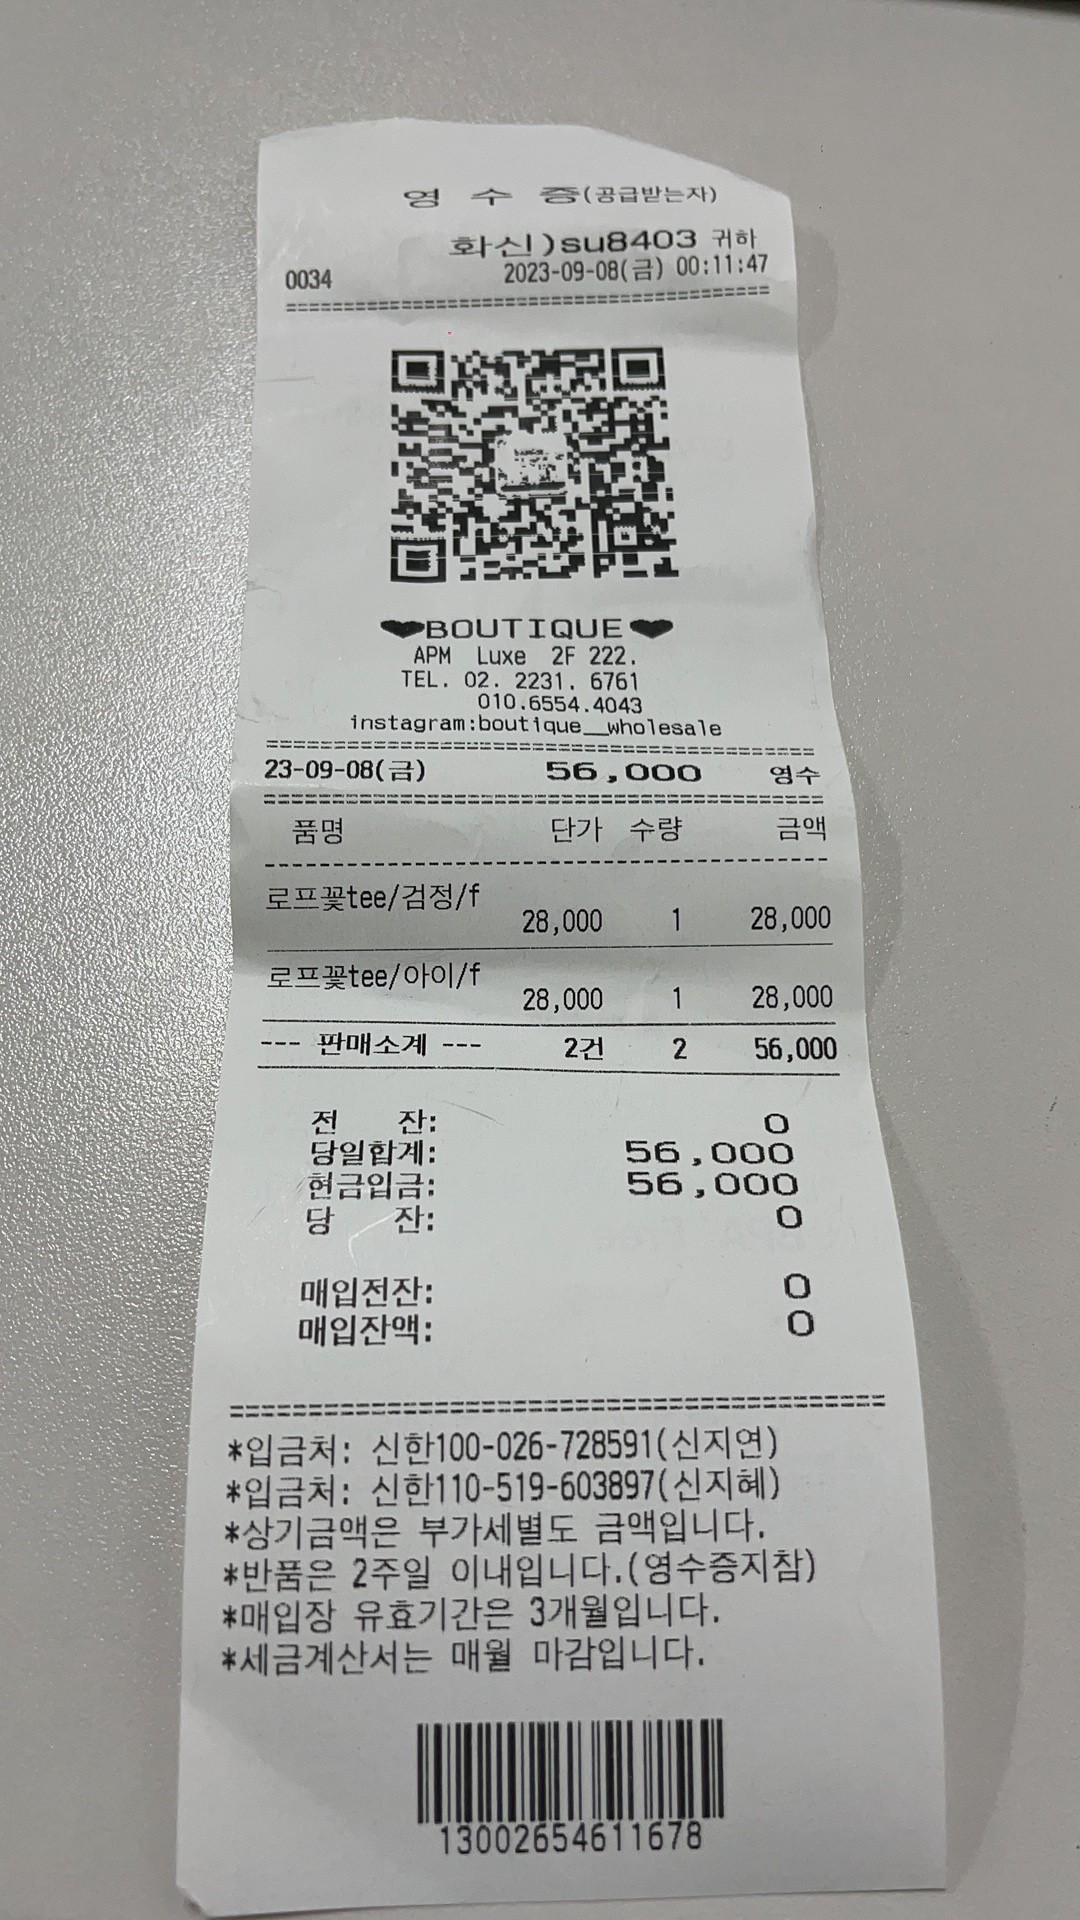 영 수 증(공급받는자)
화신)su8403 귀하
0034 2023-09-08(금) 00:11:47
========================================
♥BOUTIQUE♥
APM Luxe 2F 222.
TEL. 02. 2231. 6761
010.6554.4043
instagram:boutique__wholesale
========================================
23-09-08(금) 56,000 영수
========================================
품명 단가 수량 금액
----------------------------------------
로프꽃tee/검정/f
28,000 1 28,000
로프꽃tee/아이/f
28,000 1 28,000
--- 판매소계 --- 2건 2 56,000
전 잔: 0
당일합계: 56,000
현금입금: 56,000
당 잔: 0
매입전잔: 0
매입잔액: 0
========================================
*입금처: 신한100-026-728591(신지연)
*입금처: 신한110-519-603897(신지혜)
*상기금액은 부가세별도 금액입니다.
*반품은 2주일 이내입니다.(영수증지참)
*매입장 유효기간은 3개월입니다.
*세금계산서는 매월 마감입니다.
13002654611678